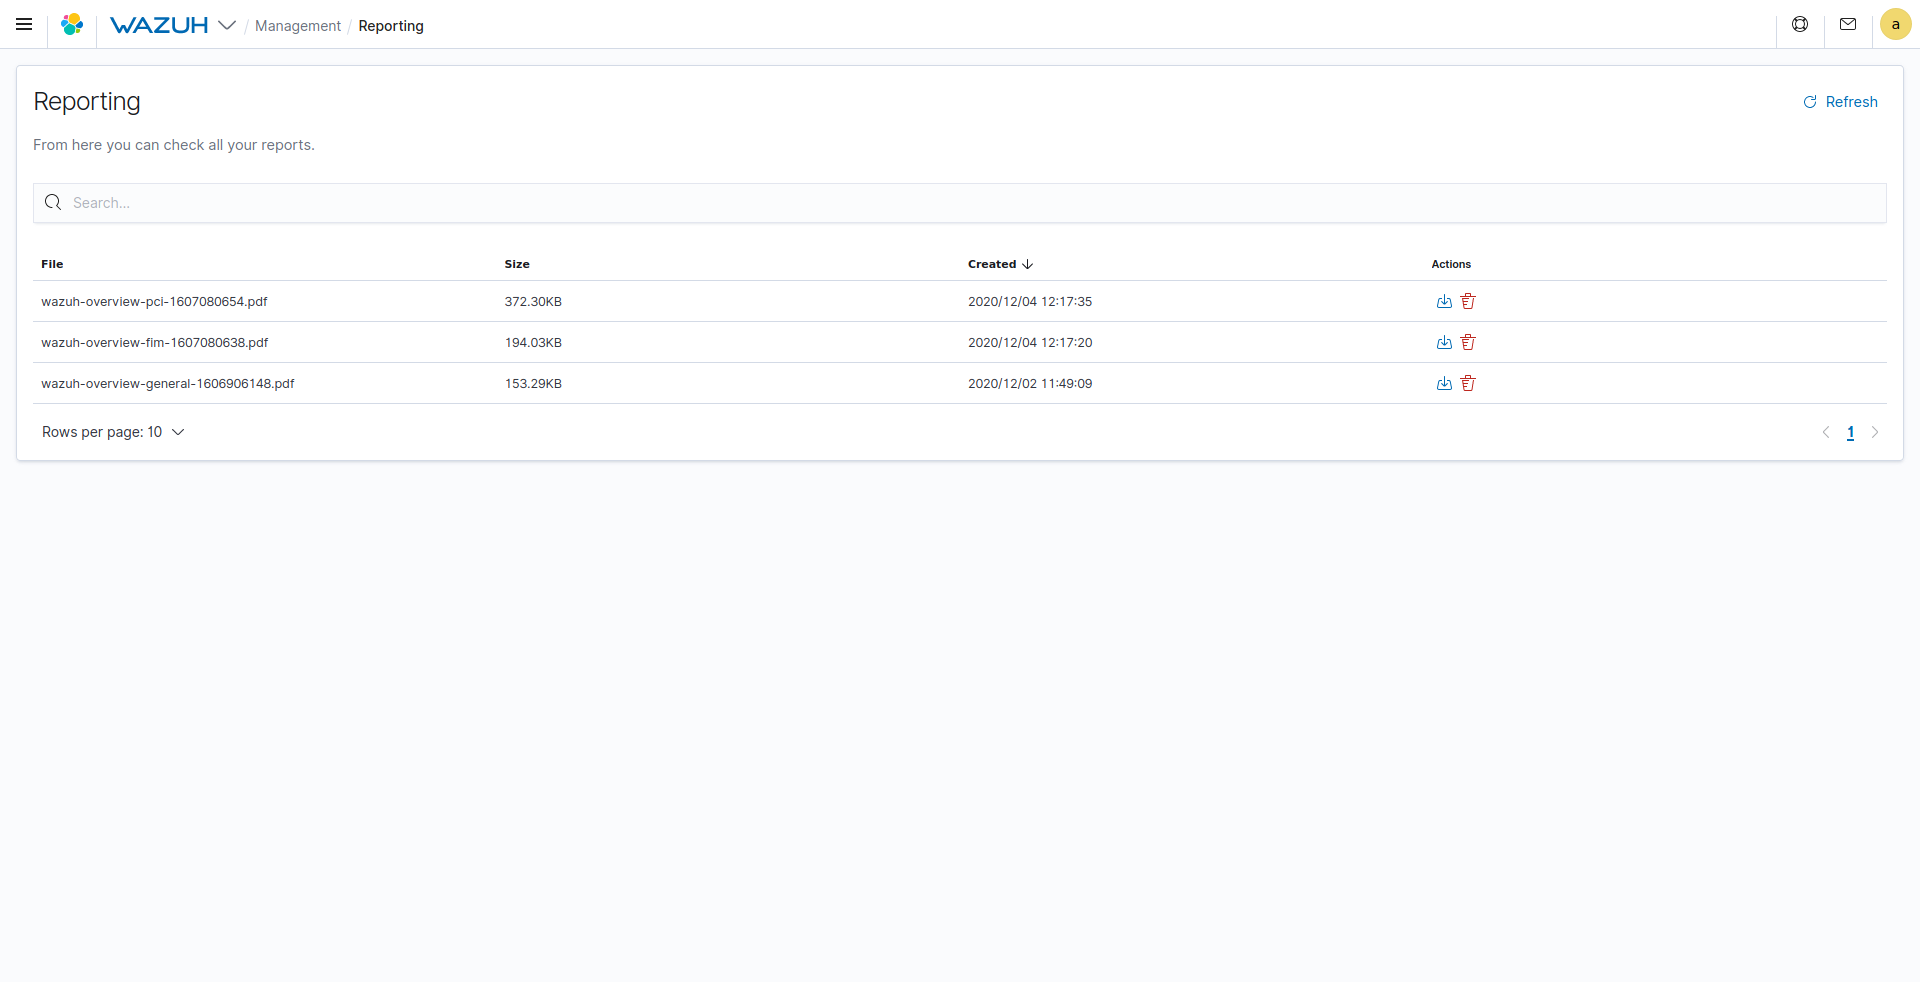 WAZUH / Management / Reporting a
Reporting Refresh
From here you can check all your reports.
Search...
File Size Created Actions
wazuh-overview-pci-1607080654.pdf 372.30KB 2020/12/04 12:17:35
wazuh-overview-fim-1607080638.pdf 194.03KB 2020/12/04 12:17:20
wazuh-overview-general-1606906148.pdf 153.29KB 2020/12/02 11:49:09
Rows per page: 10 1